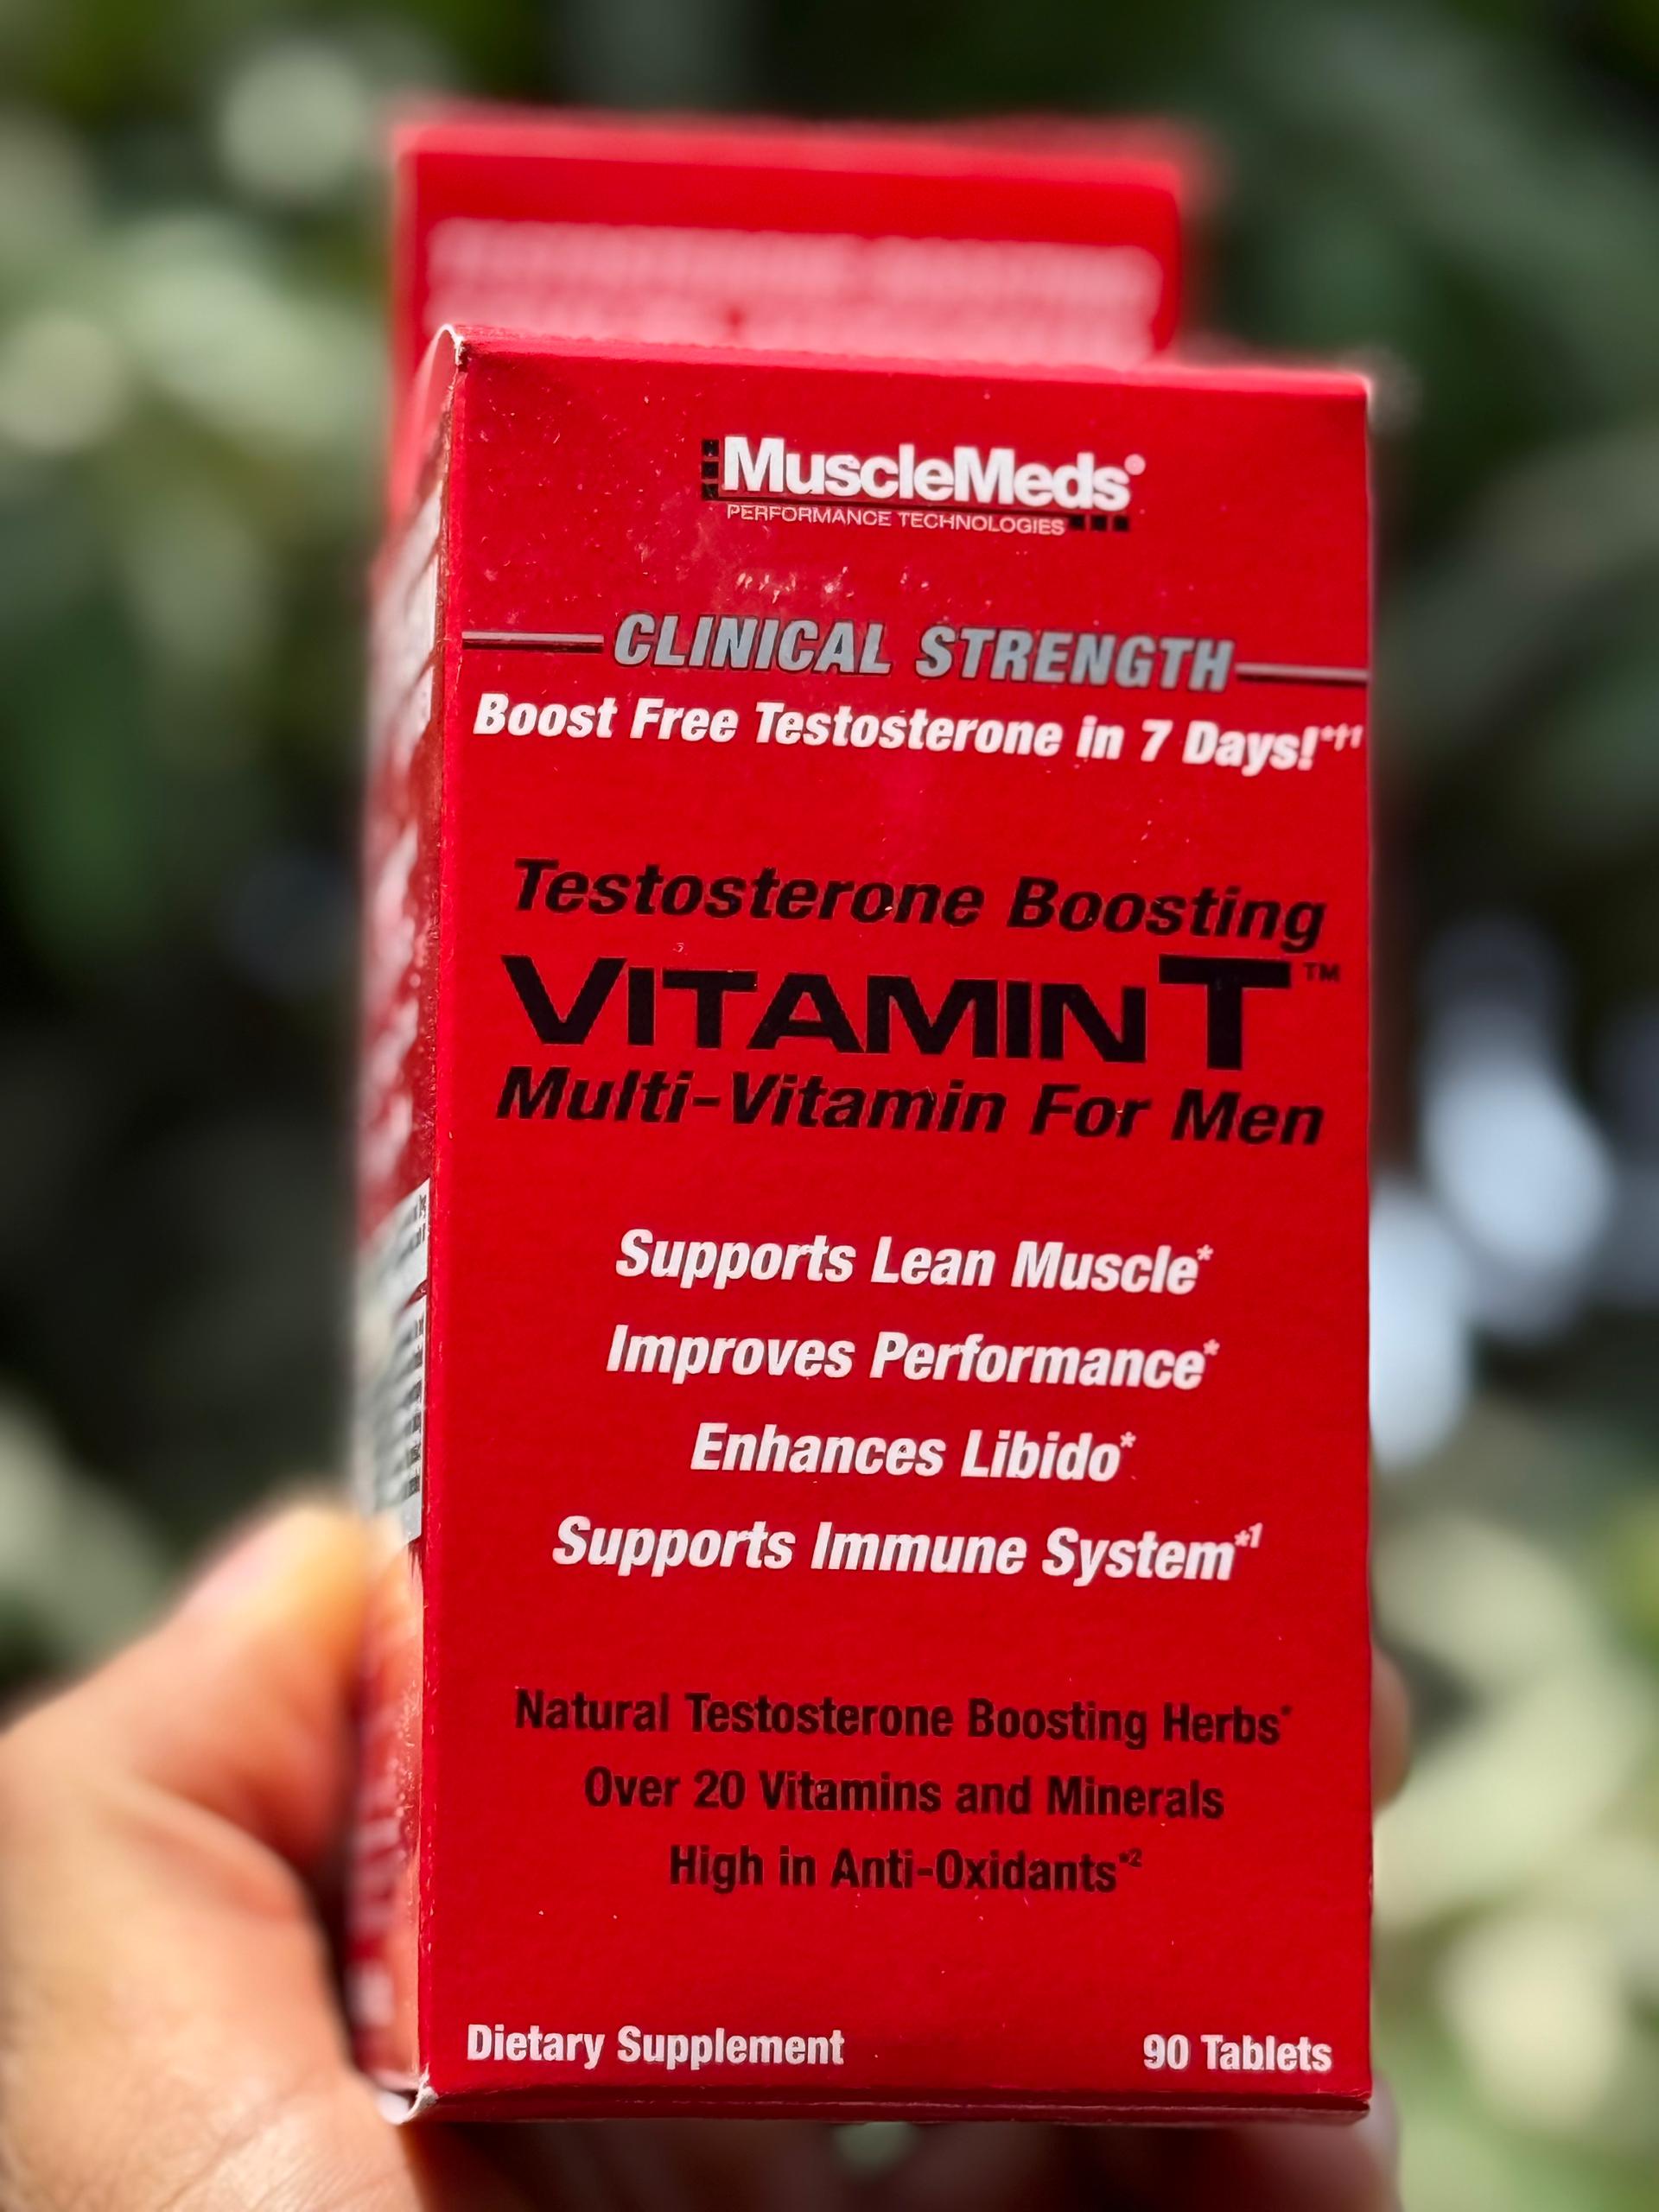 MuscleMeds®
PERFORMANCE TECHNOLOGIES
CLINICAL STRENGTH
Boost Free Testosterone in 7 Days!*†1
Testosterone Boosting
VITAMIN T™
Multi-Vitamin For Men
Supports Lean Muscle*
Improves Performance*
Enhances Libido*
Supports Immune System*1
Natural Testosterone Boosting Herbs*
Over 20 Vitamins and Minerals
High in Anti-Oxidants*2
Dietary Supplement
90 Tablets